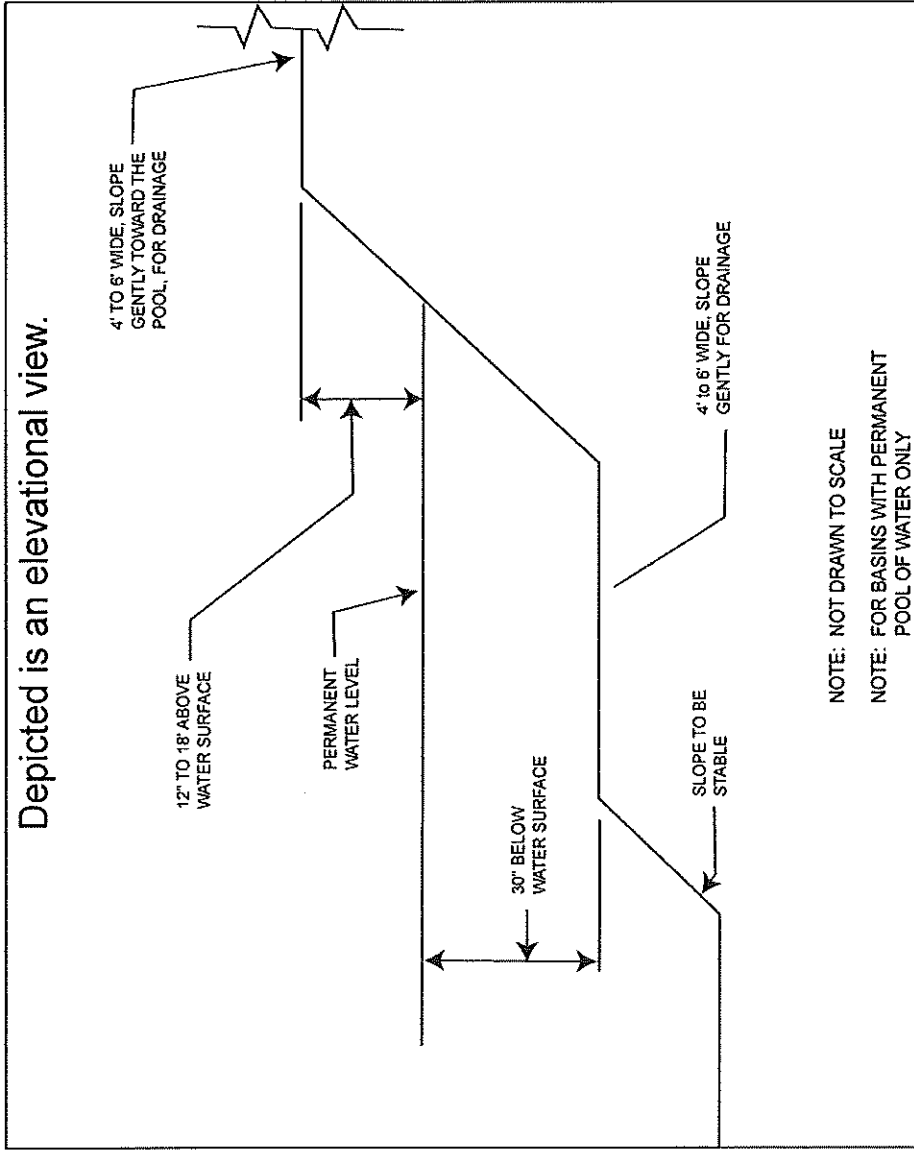 Depicted is an elevational view.
4' TO 6' WIDE, SLOPE
GENTLY TOWARD THE
POOL, FOR DRAINAGE
12" TO 18' ABOVE
WATER SURFACE
PERMANENT
WATER LEVEL
30" BELOW
WATER SURFACE
4' to 6' WIDE, SLOPE
GENTLY FOR DRAINAGE
SLOPE TO BE
STABLE
NOTE: NOT DRAWN TO SCALE
NOTE: FOR BASINS WITH PERMANENT
POOL OF WATER ONLY